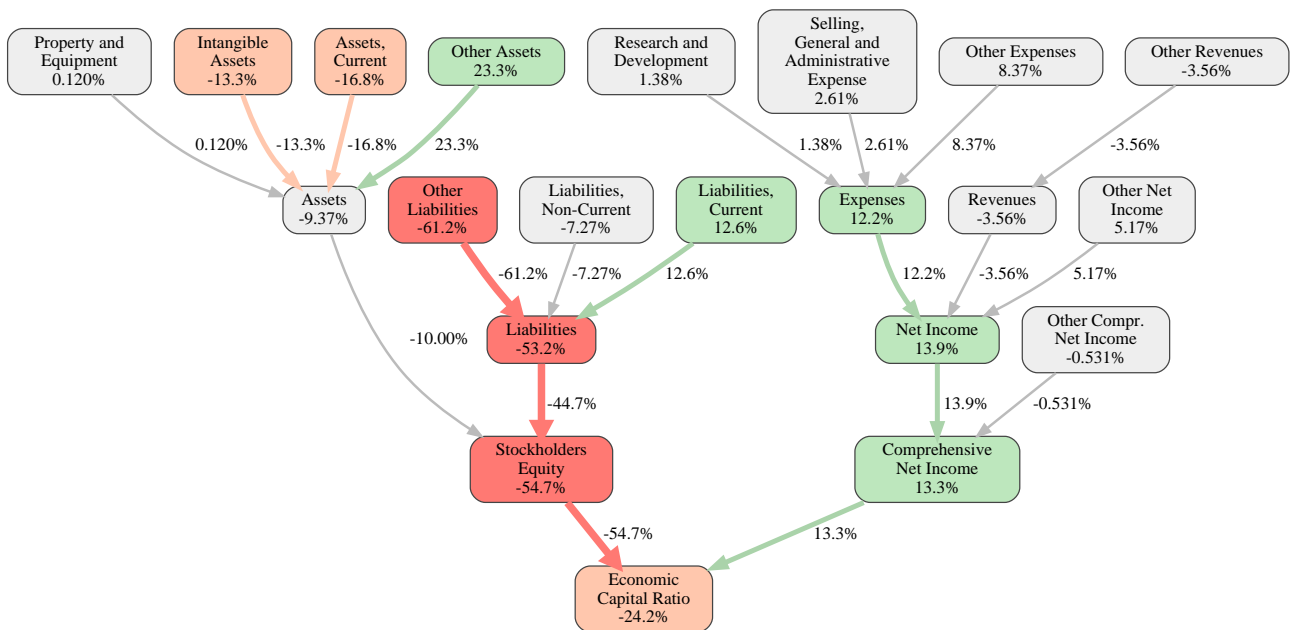 Property and
Equipment
0.120%
Intangible
Assets
-13.3%
Assets,
Current
-16.8%
Other Assets
23.3%
Research and
Development
1.38%
Selling,
General and
Administrative
Expense
2.61%
Other Expenses
8.37%
Other Revenues
-3.56%
0.120%
-13.3%
-16.8%
23.3%
1.38%
2.61%
8.37%
-3.56%
Assets
-9.37%
Other
Liabilities
-61.2%
Liabilities,
Non-Current
-7.27%
Liabilities,
Current
12.6%
Expenses
12.2%
Revenues
-3.56%
Other Net
Income
5.17%
-61.2%
-7.27%
12.6%
12.2%
-3.56%
5.17%
-10.00%
Liabilities
-53.2%
Net Income
13.9%
Other Compr.
Net Income
-0.531%
-44.7%
13.9%
-0.531%
Stockholders
Equity
-54.7%
Comprehensive
Net Income
13.3%
-54.7%
13.3%
Economic
Capital Ratio
-24.2%